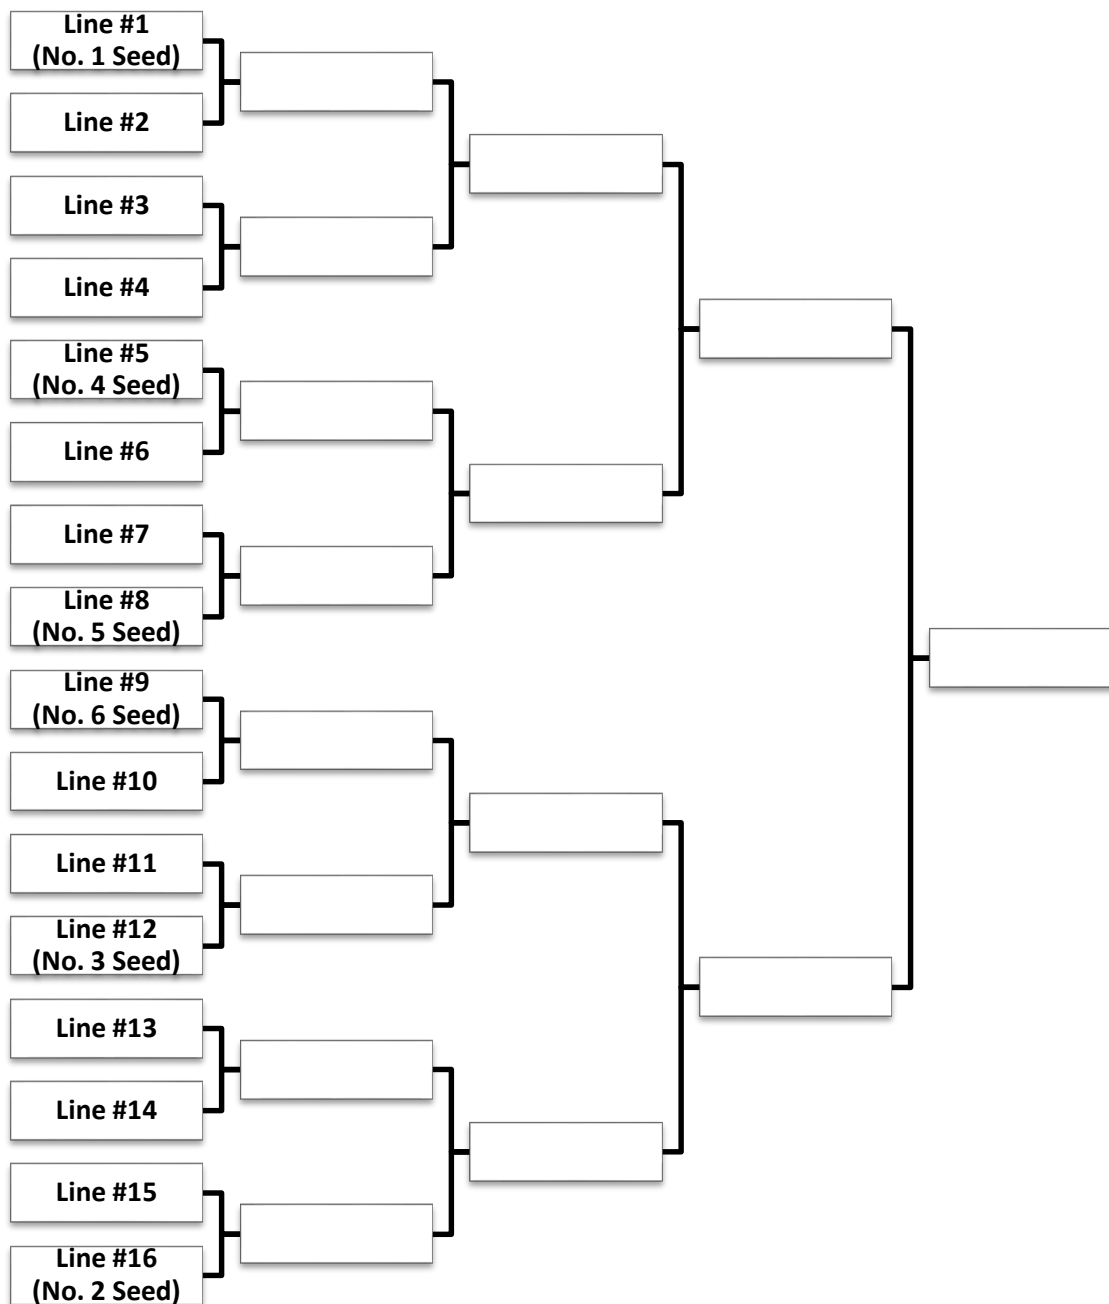 Line #1
(No. 1 Seed)
Line #2
Line #3
Line #4
Line #5
(No. 4 Seed)
Line #6
Line #7
Line #8
(No. 5 Seed)
Line #9
(No. 6 Seed)
Line #10
Line #11
Line #12
(No. 3 Seed)
Line #13
Line #14
Line #15
Line #16
(No. 2 Seed)